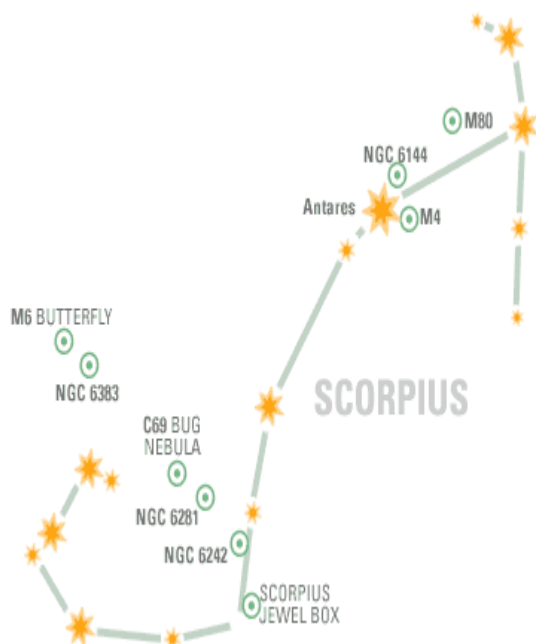 M80
NGC 6144
Antares
M4
M6 BUTTERFLY
NGC 6383
SCORPIUS
C69 BUG
NEBULA
NGC 6281
NGC 6242
SCORPIUS
JEWEL BOX